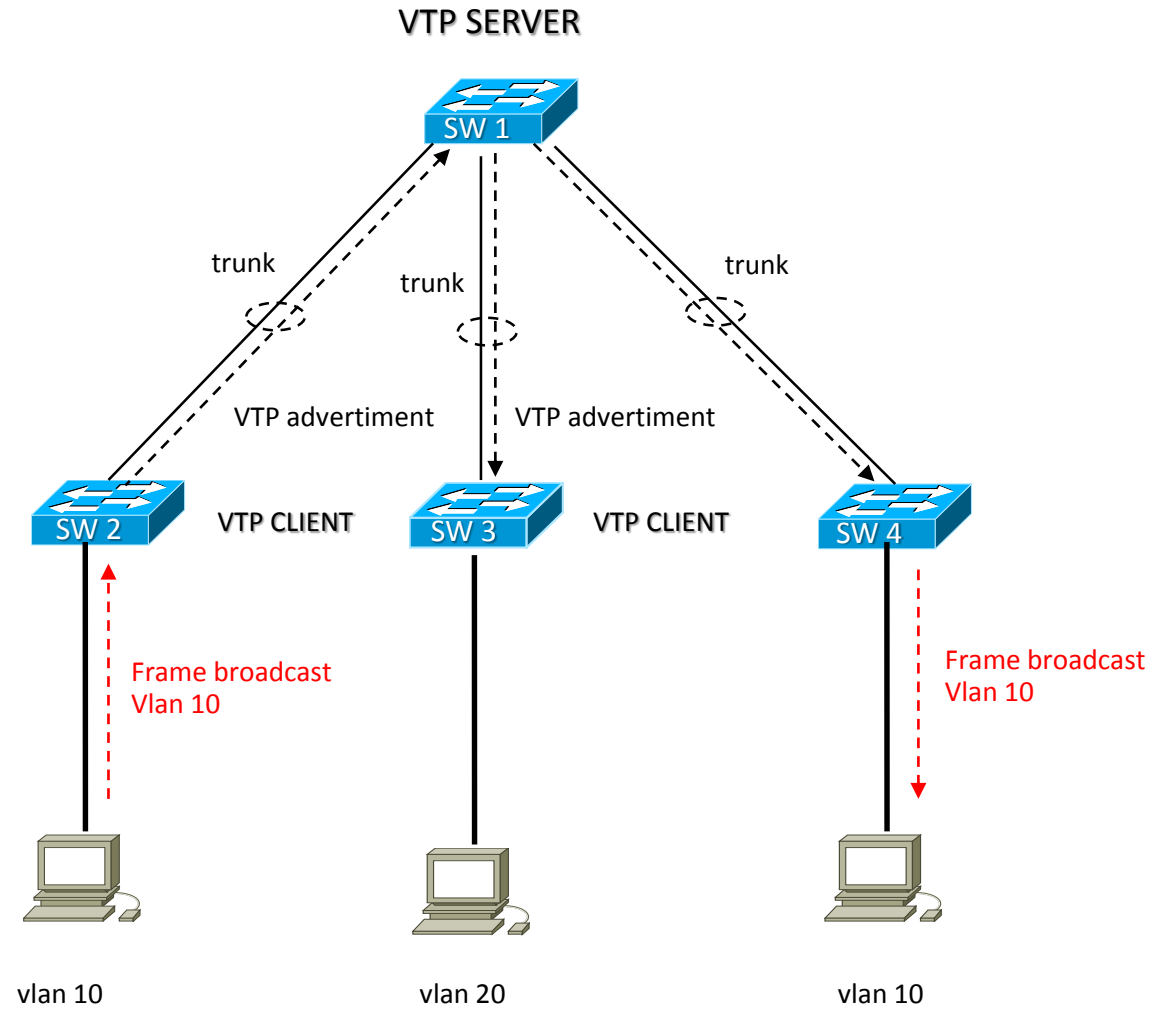 VTP SERVER
SW 1
trunk
trunk
trunk
VTP advertiment
VTP advertiment
SW 2
VTP CLIENT
SW 3
VTP CLIENT
SW 4
Frame broadcast
Vlan 10
Frame broadcast
Vlan 10
vlan 10
vlan 20
vlan 10